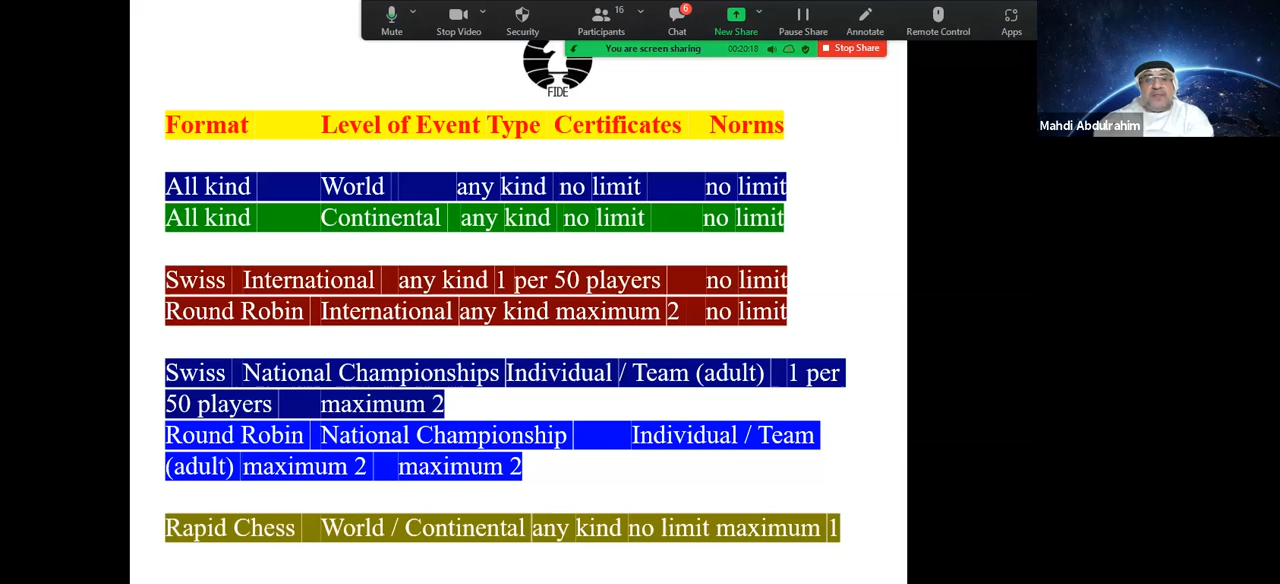 Mute
Stop Video
Security
Participants 16
Chat 6
New Share
Pause Share
Annotate
Remote Control
Apps
You are screen sharing 00:20:18 Stop Share
FIDE
Mahdi Abdulrahim
Format Level of Event Type Certificates Norms
All kind World any kind no limit no limit
All kind Continental any kind no limit no limit
Swiss International any kind 1 per 50 players no limit
Round Robin International any kind maximum 2 no limit
Swiss National Championships Individual / Team (adult) 1 per
50 players maximum 2
Round Robin National Championship Individual / Team
(adult) maximum 2 maximum 2
Rapid Chess World / Continental any kind no limit maximum 1